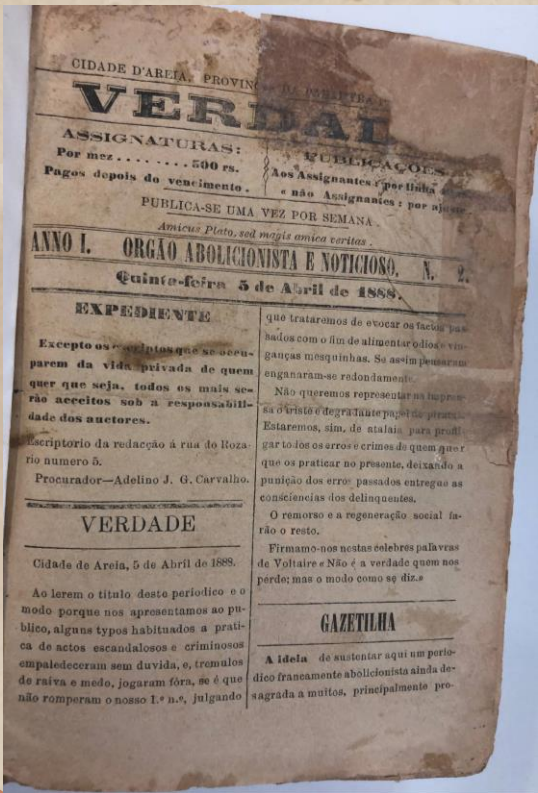 CIDADE D'AREIA, PROVINCIA DA PARAHYBA
VERDAD
ASSIGNATURAS:
Por mez . . . . . . . . 500 rs.
Pagos depois do vencimento.
PUBLICAÇÕES
Aos Assignantes : por linha
« não Assignantes : por ajuste
PUBLICA-SE UMA VEZ POR SEMANA
Amicus Plato, sed magis amica veritas.
ANNO I. ORGÃO ABOLICIONISTA E NOTICIOSO, N. 2.
Quinta-feira 5 de Abril de 1888.
EXPEDIENTE
Excepto os escriptos que se occu-
parem da vida privada de quem
quer que seja, todos os mais se-
rão acceitos sob a responsabili-
dade dos auctores.
Escriptorio da redacção á rua do Roza-
rio numero 5.
Procurador—Adelino J. G. Carvalho.
VERDADE
Cidade de Areia, 5 de Abril de 1888.
Ao lerem o titulo deste periodico e o
modo porque nos apresentamos ao pu-
blico, alguns typos habituados a prati-
ca de actos escandalosos e criminosos
empaledeceram sem duvida, e, tremulos
de raiva e medo, jogaram fóra, se é que
não romperam o nosso 1.º n.º, julgando
que trataremos de evocar os factos pas-
sados com o fim de alimentar odios e vin-
ganças mesquinhas. Se assim pensaram
enganaram-se redondamente.
Não queremos representar na impren-
sa o triste e degradante papel de pirata.
Estaremos, sim, de atalaia para profli-
gar todos os erros e crimes de quem quer
que os praticar no presente, deixando a
punição dos erros passados entregue as
consciencias dos delinquentes.
O remorso e a regeneração social fa-
rão o resto.
Firmamo-nos nestas celebres palavras
de Voltaire « Não é a verdade quem nos
perde; mas o modo como se diz.»
GAZETILHA
A ideia de sustentar aqui um perio-
dico francamente abolicionista ainda de-
sagrada a muitos, principalmente pre-